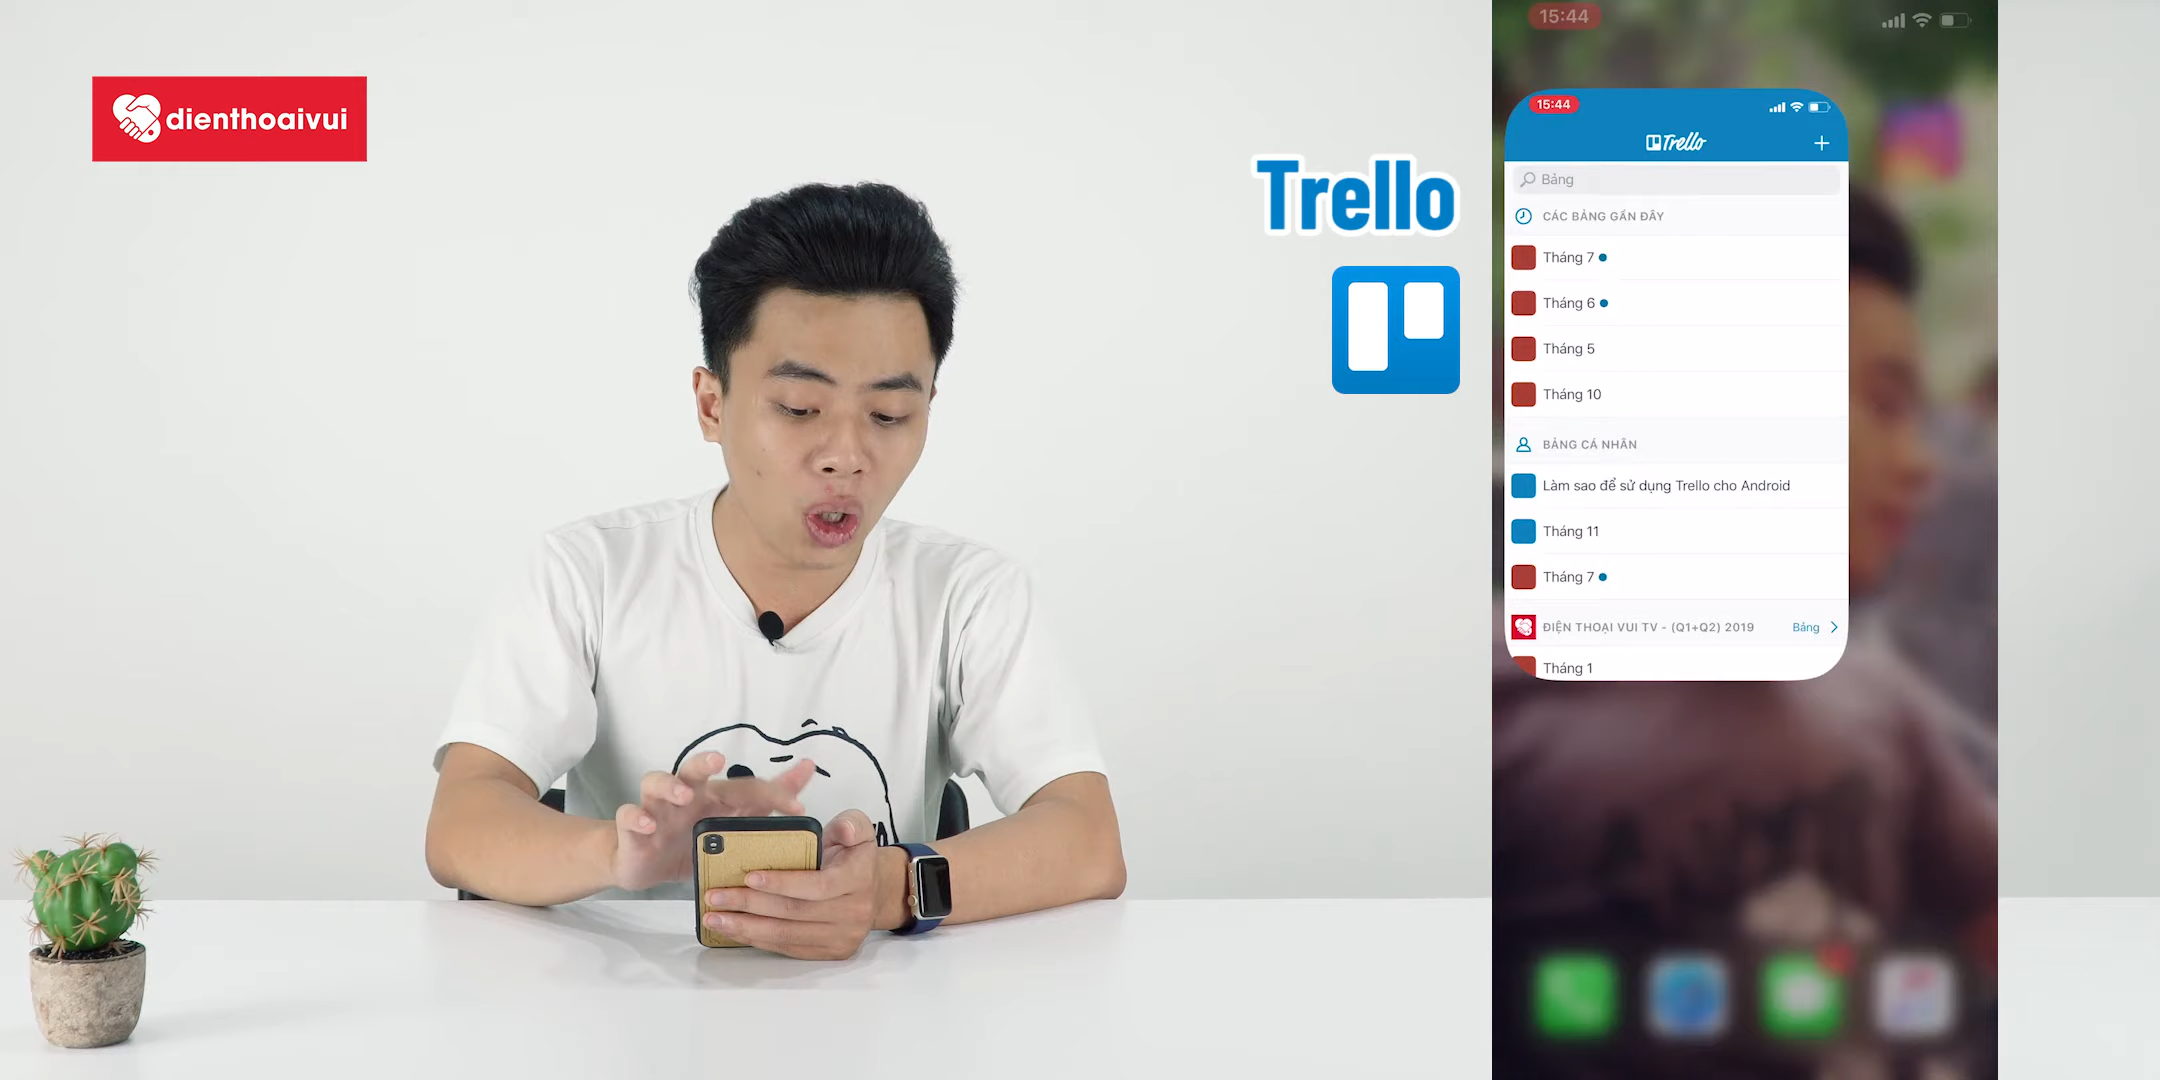 dienthoaivui
Trello
15:44
15:44
Trello
Bảng
CÁC BẢNG GẦN ĐÂY
Tháng 7
Tháng 6
Tháng 5
Tháng 10
BẢNG CÁ NHÂN
Làm sao để sử dụng Trello cho Android
Tháng 11
Tháng 7
ĐIỆN THOẠI VUI TV - (Q1+Q2) 2019
Bảng
Tháng 1